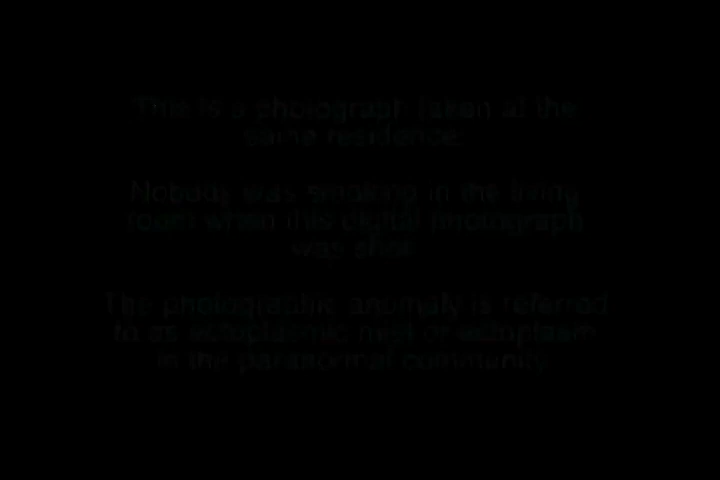 This is a photograph taken at the
same residence.
Nobody was smoking in the living
room when this digital photograph
was shot.
The photographic anomaly is referred
to as ectoplasmic mist or ectoplasm
in the paranormal community.